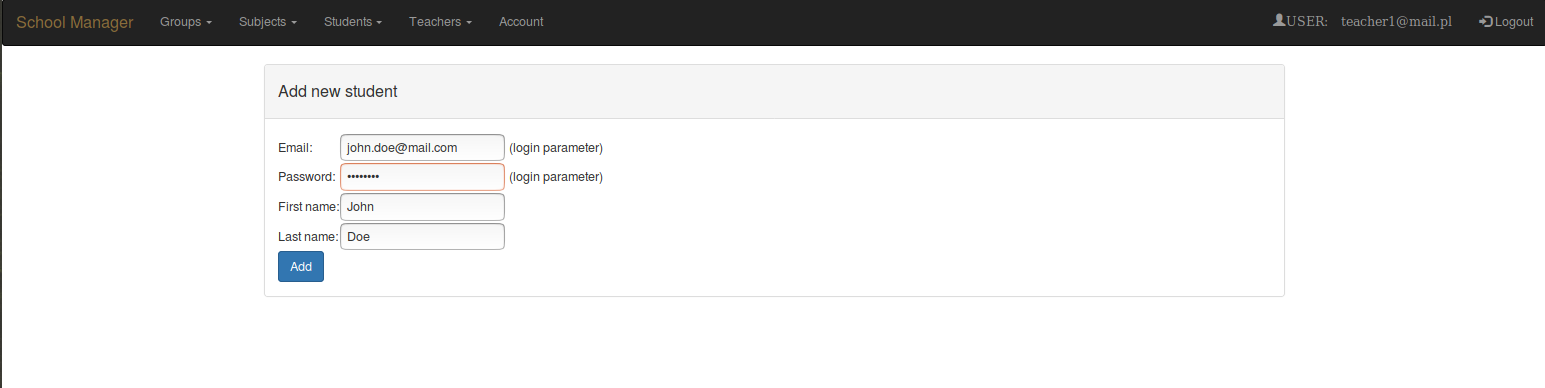 School Manager Groups Subjects Students Teachers Account USER: teacher1@mail.pl Logout
Add new student
Email: john.doe@mail.com (login parameter)
Password: •••••••• (login parameter)
First name: John
Last name: Doe
Add